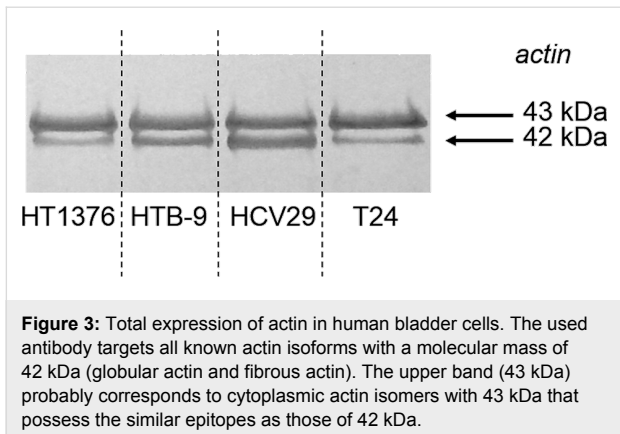 actin
43 kDa
42 kDa
HT1376 HTB-9 HCV29 T24
Figure 3: Total expression of actin in human bladder cells. The used
antibody targets all known actin isoforms with a molecular mass of
42 kDa (globular actin and fibrous actin). The upper band (43 kDa)
probably corresponds to cytoplasmic actin isomers with 43 kDa that
possess the similar epitopes as those of 42 kDa.